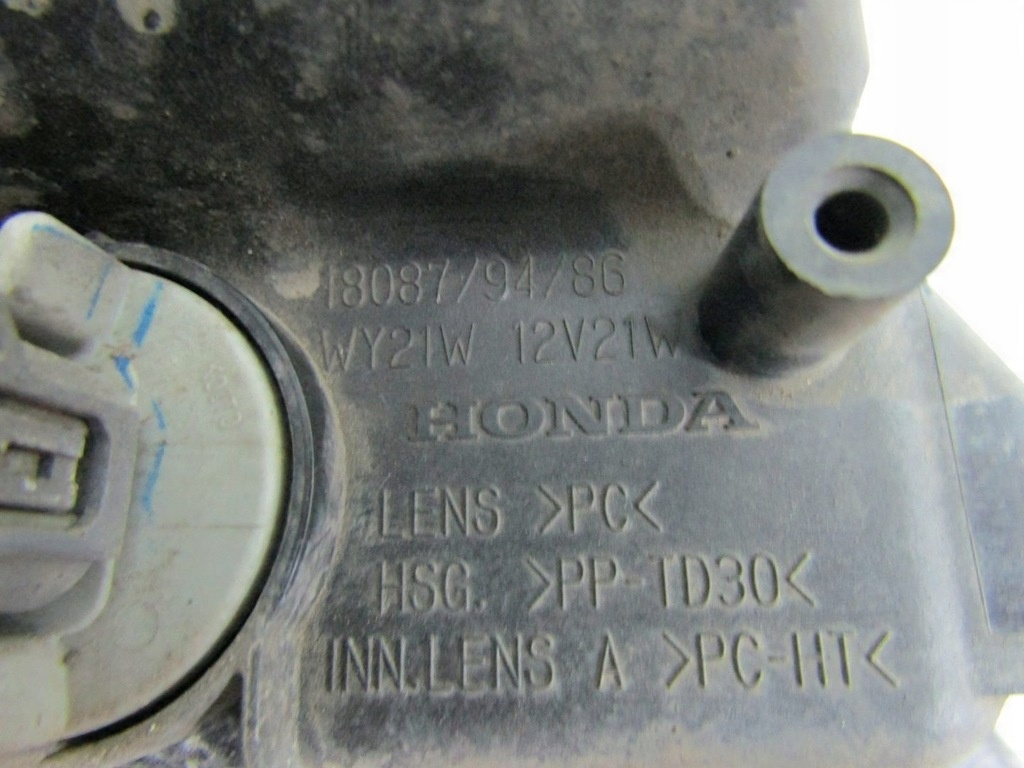 18087/94/86
WY21W 12V21W
HONDA
LENS >PC<
HSG. >PP-TD30<
INN.LENS A >PC-HT<